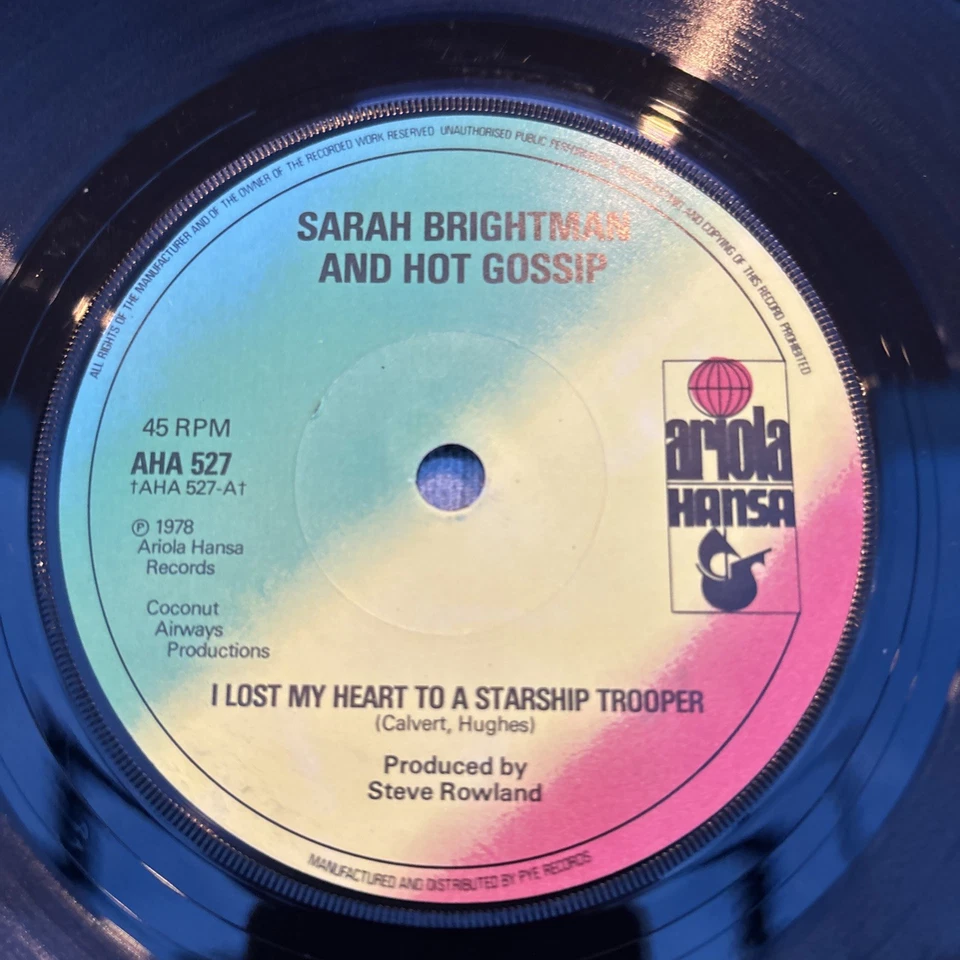 ALL RIGHTS OF THE MANUFACTURER AND OF THE OWNER OF THE RECORDED WORK RESERVED UNAUTHORISED PUBLIC AND COPYING OF THIS RECORD PROHIBITED
SARAH BRIGHTMAN
AND HOT GOSSIP
ariola
HANSA
45 RPM
AHA 527
†AHA 527-A†
℗ 1978
Ariola Hansa
Records
Coconut
Airways
Productions
I LOST MY HEART TO A STARSHIP TROOPER
(Calvert, Hughes)
Produced by
Steve Rowland
MANUFACTURED AND DISTRIBUTED BY PYE RECORDS